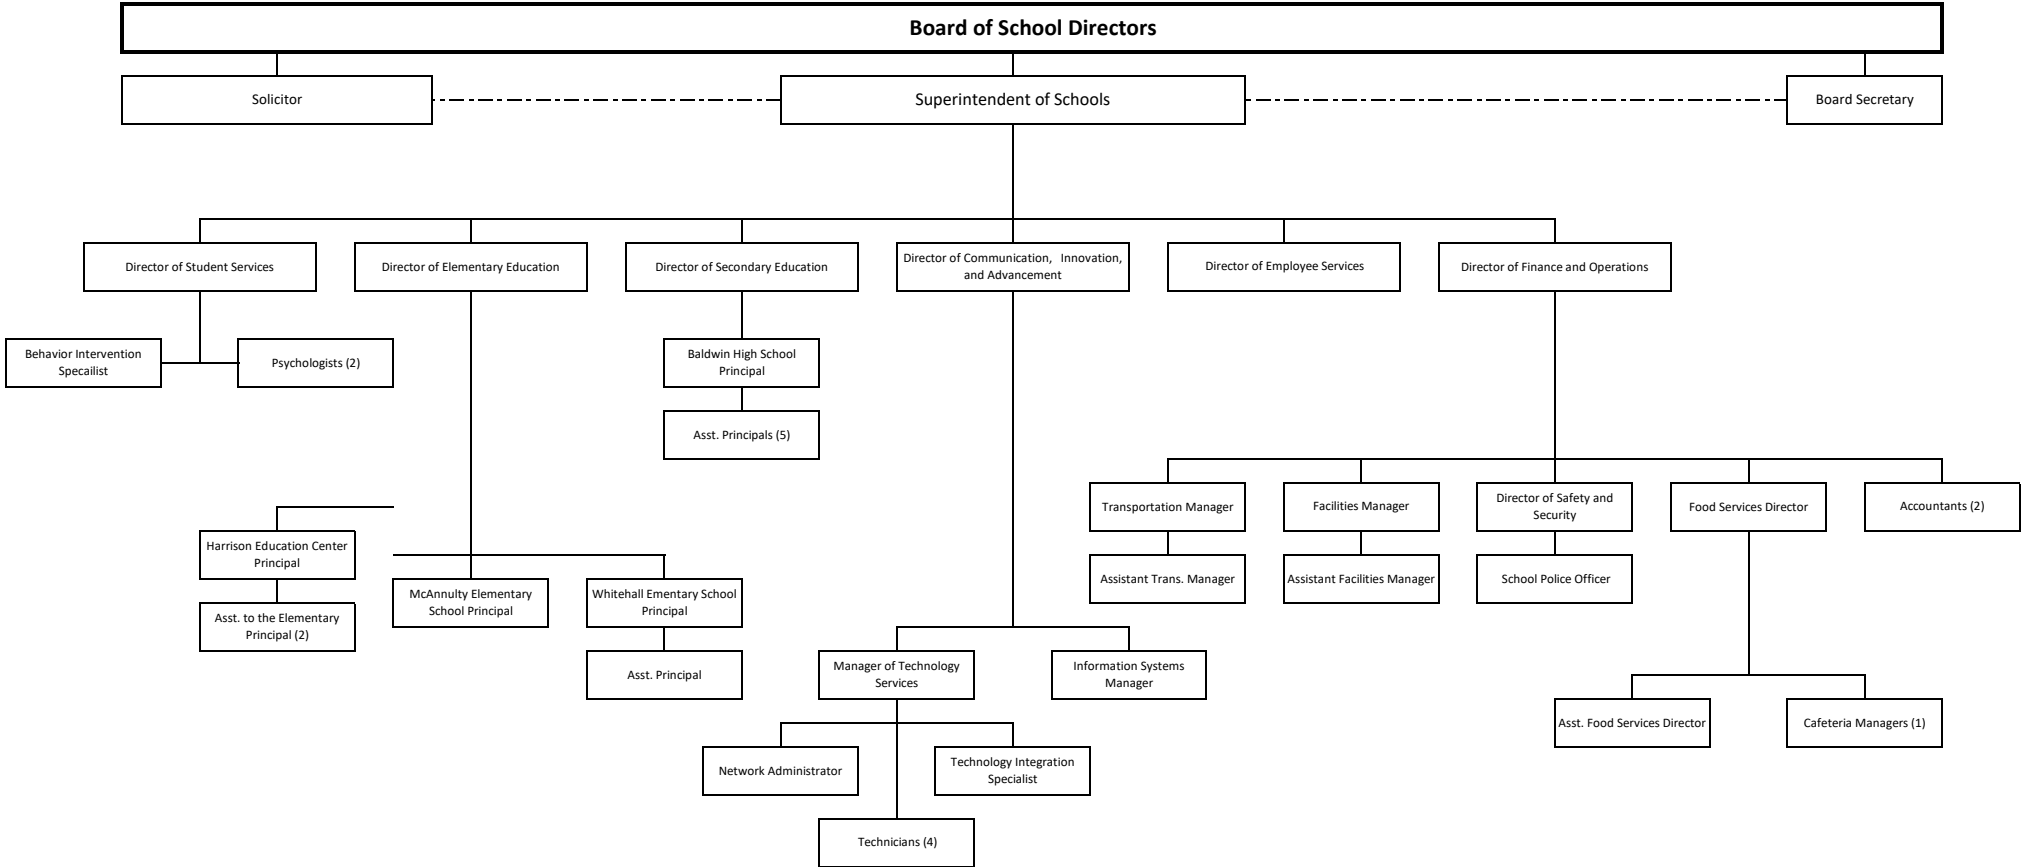 Board of School Directors
Solicitor
Superintendent of Schools
Board Secretary
Director of Student Services
Director of Elementary Education
Director of Secondary Education
Director of Communication, Innovation,
and Advancement
Director of Employee Services
Director of Finance and Operations
Behavior Intervention
Specailist
Psychologists (2)
Baldwin High School
Principal
Asst. Principals (5)
Transportation Manager
Facilities Manager
Director of Safety and
Security
Food Services Director
Accountants (2)
Harrison Education Center
Principal
Assistant Trans. Manager
Assistant Facilities Manager
School Police Officer
McAnnulty Elementary
School Principal
Whitehall Ementary School
Principal
Asst. to the Elementary
Principal (2)
Asst. Principal
Manager of Technology
Services
Information Systems
Manager
Asst. Food Services Director
Cafeteria Managers (1)
Network Administrator
Technology Integration
Specialist
Technicians (4)